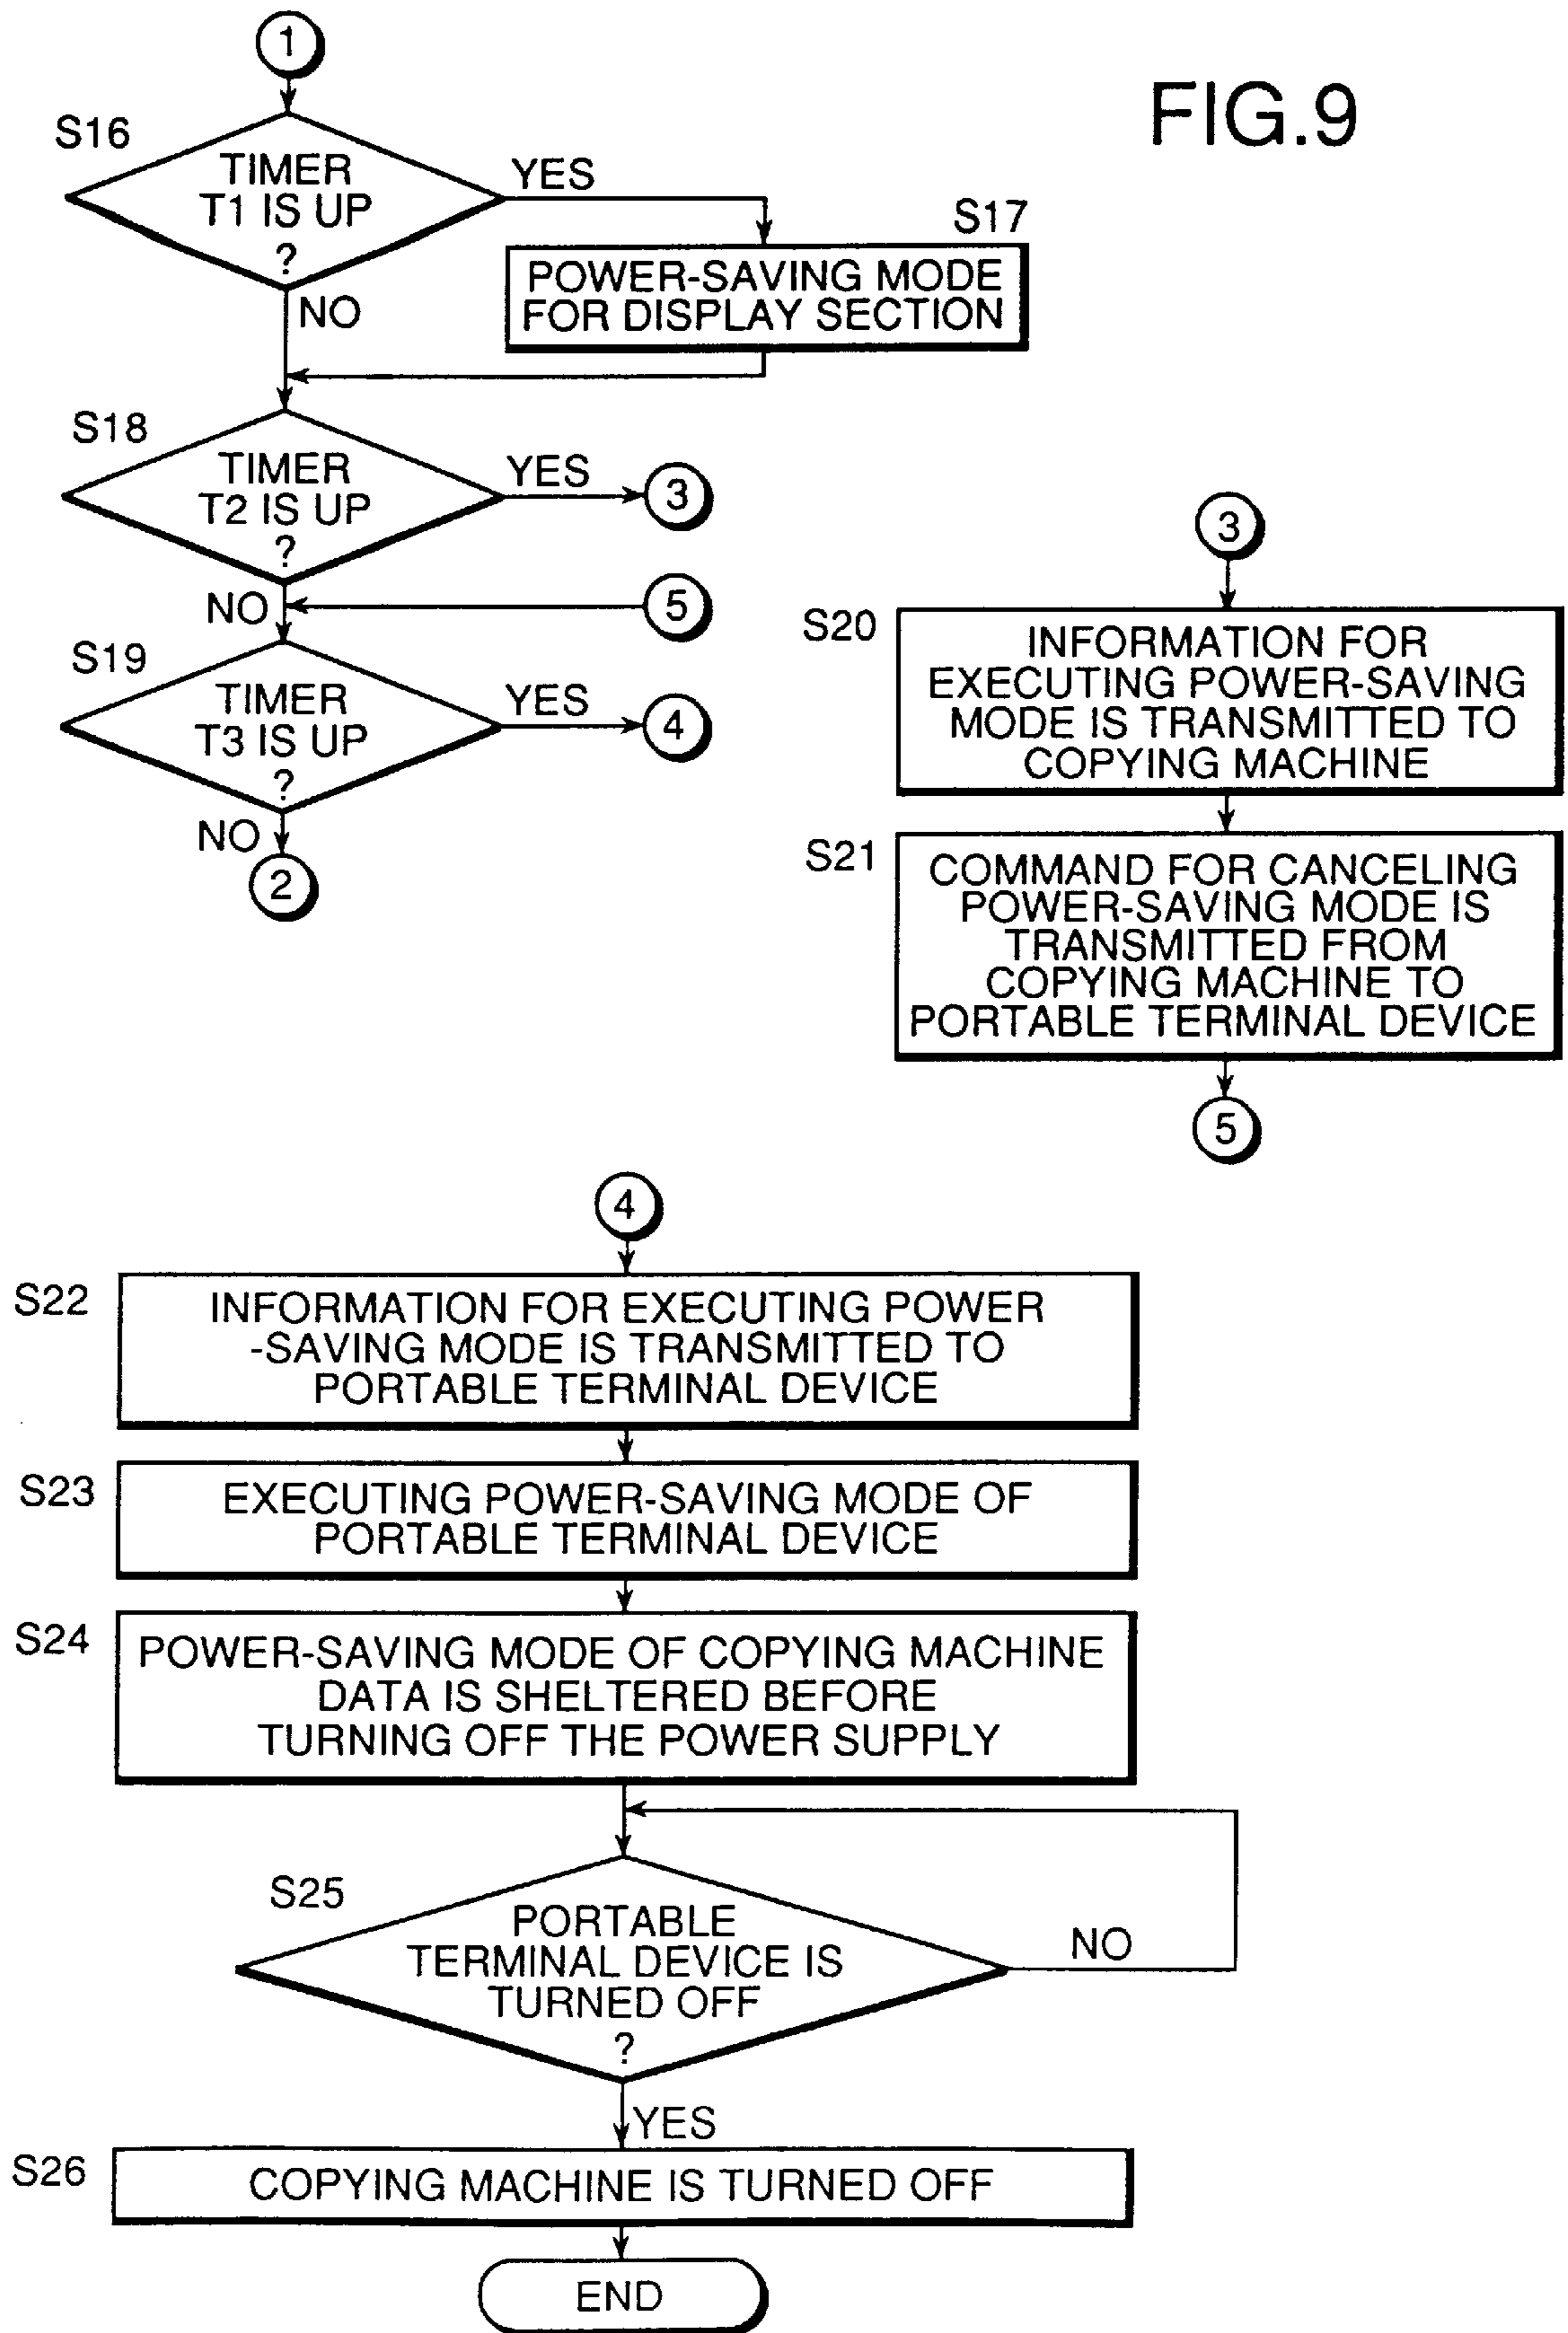 FIG.9
1
S16
TIMER
T1 IS UP
?
YES
NO
S17
POWER-SAVING MODE
FOR DISPLAY SECTION
S18
TIMER
T2 IS UP
?
YES
3
NO
5
S19
TIMER
T3 IS UP
?
YES
4
NO
2
3
S20
INFORMATION FOR
EXECUTING POWER-SAVING
MODE IS TRANSMITTED TO
COPYING MACHINE
S21
COMMAND FOR CANCELING
POWER-SAVING MODE IS
TRANSMITTED FROM
COPYING MACHINE TO
PORTABLE TERMINAL DEVICE
5
4
S22
INFORMATION FOR EXECUTING POWER
-SAVING MODE IS TRANSMITTED TO
PORTABLE TERMINAL DEVICE
S23
EXECUTING POWER-SAVING MODE OF
PORTABLE TERMINAL DEVICE
S24
POWER-SAVING MODE OF COPYING MACHINE
DATA IS SHELTERED BEFORE
TURNING OFF THE POWER SUPPLY
S25
PORTABLE
TERMINAL DEVICE IS
TURNED OFF
?
NO
YES
S26
COPYING MACHINE IS TURNED OFF
END